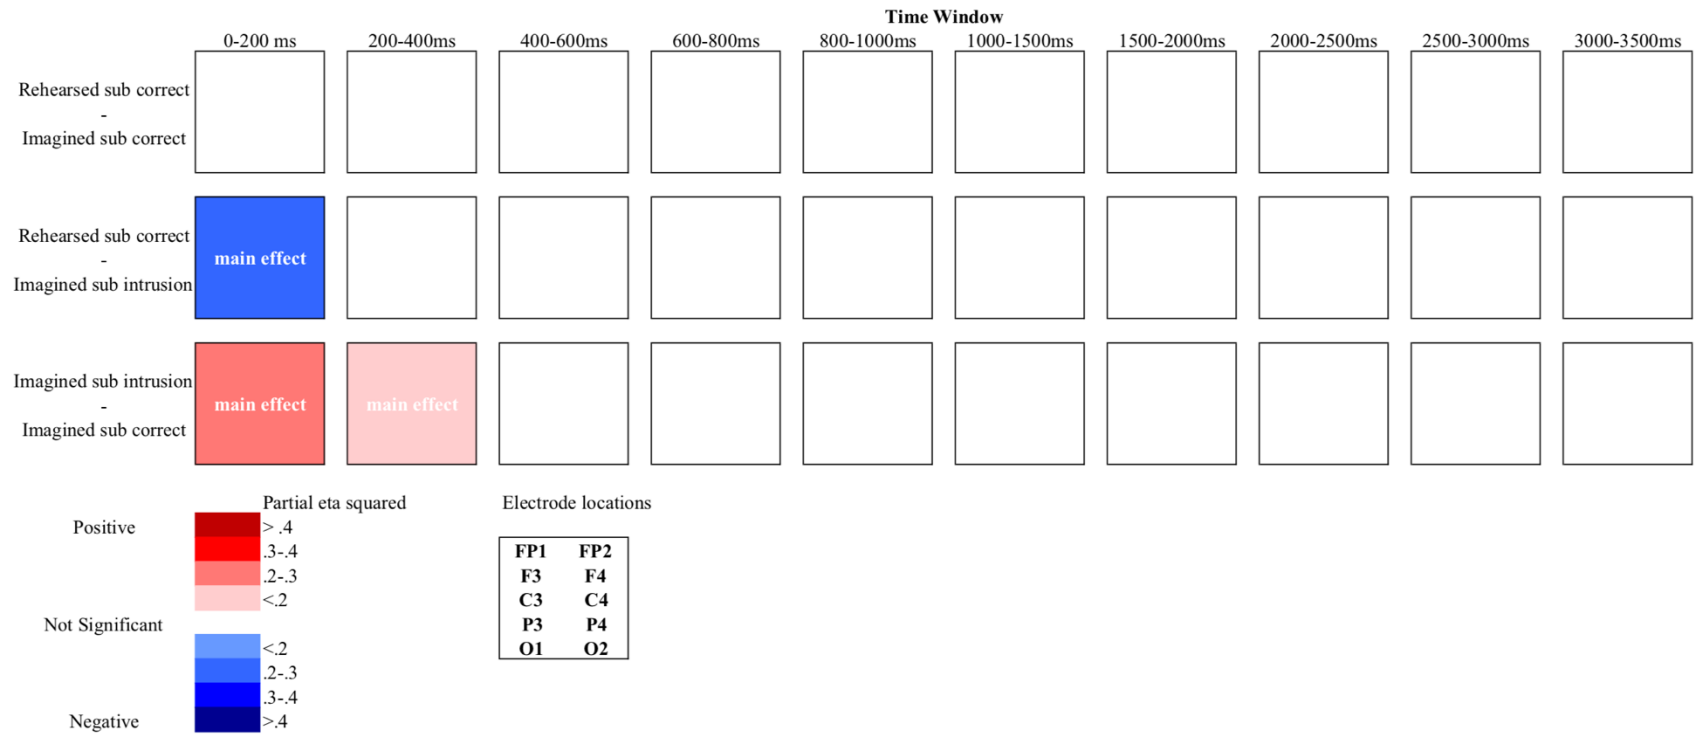 Time Window
0-200 ms 200-400ms 400-600ms 600-800ms 800-1000ms 1000-1500ms 1500-2000ms 2000-2500ms 2500-3000ms 3000-3500ms
Rehearsed sub correct
-
Imagined sub correct
Rehearsed sub correct
-
Imagined sub intrusion
main effect
Imagined sub intrusion
-
Imagined sub correct
main effect main effect
Partial eta squared
Positive
> .4
.3-.4
.2-.3
<.2
Not Significant
<.2
.2-.3
.3-.4
Negative
>.4
Electrode locations
FP1 FP2
F3 F4
C3 C4
P3 P4
O1 O2